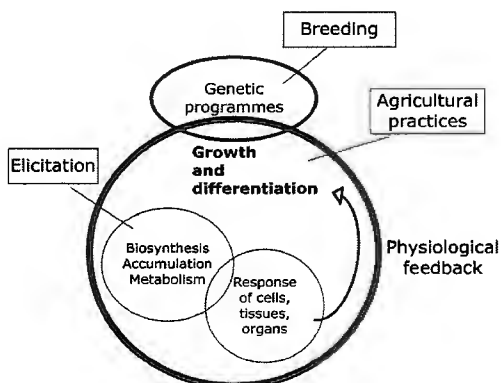 Breeding
Genetic
programmes
Agricultural
practices
Growth
and
differentiation
Elicitation
Biosynthesis
Accumulation
Metabolism
Physiological
feedback
Response
of cells,
tissues,
organs